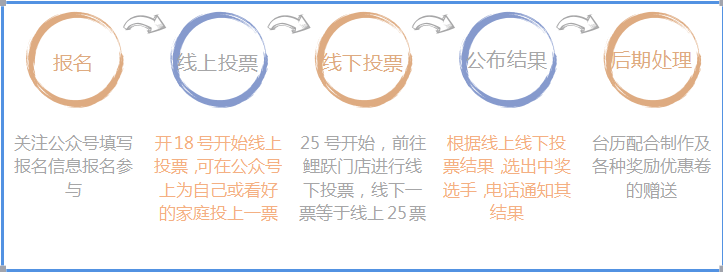 报名
线上投票
线下投票
公布结果
后期处理
关注公众号填写
报名信息报名参
与
开18号开始线上
投票,可在公众号
上为自己或看好
的家庭投上一票
25号开始，前往
鲤跃门店进行线
下投票，线下一
票等于线上25票
根据线上线下投
票结果,选出中奖
选手,电话通知其
结果
台历配合制作及
各种奖励优惠卷
的赠送